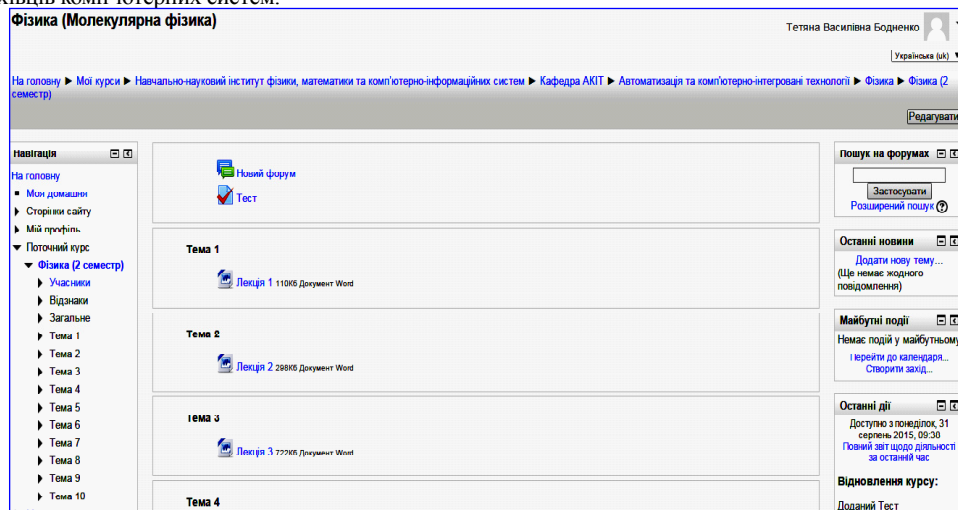 Фізика (Молекулярна фізика)
Тетяна Василівна Бодненко
Українська (uk)
На головну ► Мої курси ► Навчально-науковий інститут фізики, математики та комп'ютерно-інформаційних систем ► Кафедра АКІТ ► Автоматизація та комп'ютерно-інтегровані технології ► Фізика ► Фізика (2
семестр)
Редагувати
Навігація
На головну
Моя домашня
Сторінки сайту
Мій профіль
Поточний курс
Фізика (2 семестр)
Учасники
Відзнаки
Загальне
Тема 1
Тема 2
Тема 3
Тема 4
Тема 5
Тема 6
Тема 7
Тема 8
Тема 9
Тема 10
Новий форум
Тест
Тема 1
Лекція 1 110Кб Документ Word
Тема 2
Лекція 2 298Кб Документ Word
Тема 3
Лекція 3 722Кб Документ Word
Тема 4
Пошук на форумах
Застосувати
Розширений пошук
Останні новини
Додати нову тему...
(Ще немає жодного
повідомлення)
Майбутні події
Немає подій у майбутньому
Перейти до календаря...
Створити захід...
Останні дії
Доступно з понеділок, 31
серпень 2015, 09:30
Повний звіт щодо діяльності
за останній час
Відновлення курсу:
Доданий Тест